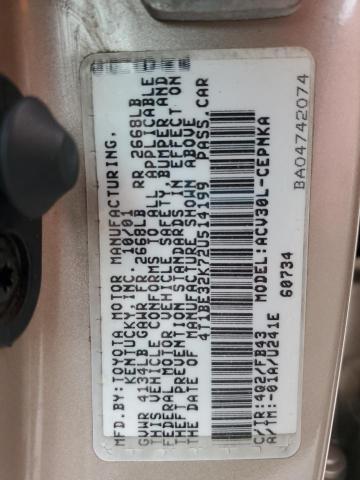 MFD.BY:TOYOTA MOTOR MANUFACTURING,
KENTUCKY,INC. 10/01
GVWR 4134LB GAWR FR 2668LB RR 2668LB
THIS VEHICLE CONFORMS TO ALL APPLICABLE
FEDERAL MOTOR VEHICLE SAFETY, BUMPER AND
THEFT PREVENTION STANDARDS IN EFFECT ON
THE DATE OF MANUFACTURE SHOWN ABOVE.
4T1BE32K72U514199 PASS.CAR
C/TR:4Q2/FB43 MODEL:ACV30L-CEPNKA
A/TM:-01A/U241E 60734
BA04742074